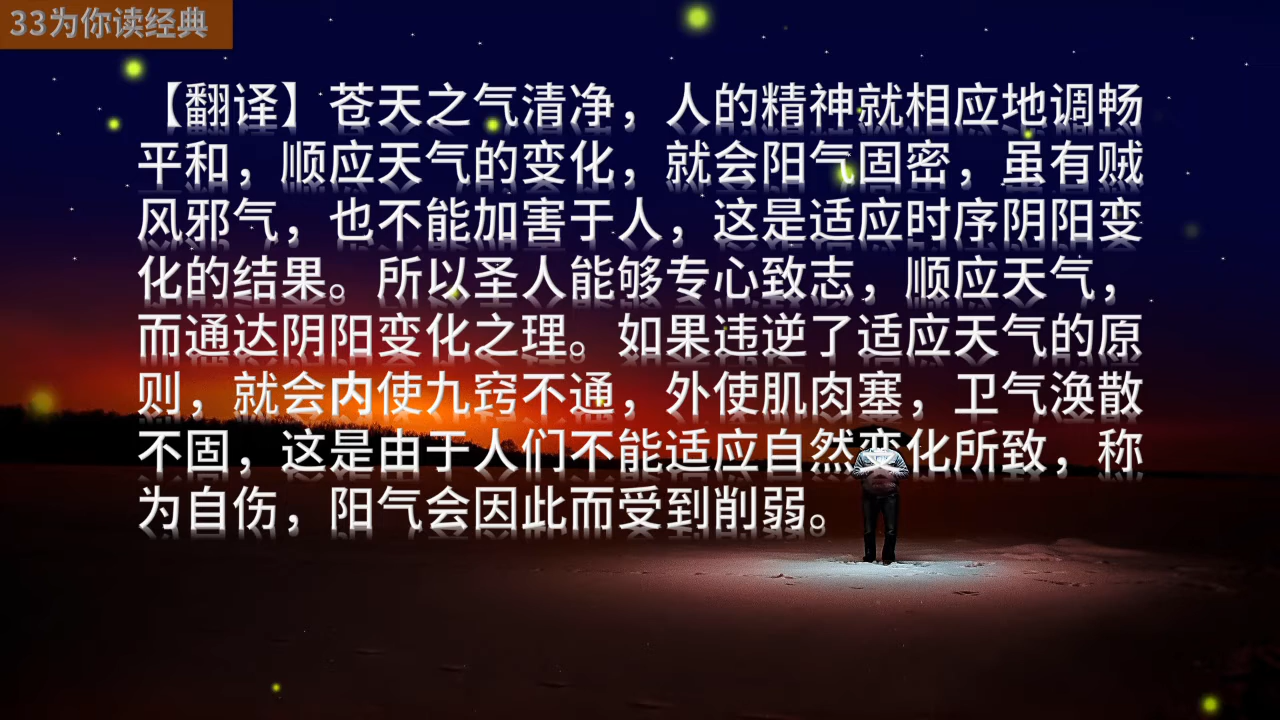 33为你读经典
【翻译】苍天之气清净，人的精神就相应地调畅
平和，顺应天气的变化，就会阳气固密，虽有贼
风邪气，也不能加害于人，这是适应时序阴阳变
化的结果。所以圣人能够专心致志，顺应天气，
而通达阴阳变化之理。如果违逆了适应天气的原
则，就会内使九窍不通，外使肌肉塞，卫气涣散
不固，这是由于人们不能适应自然变化所致，称
为自伤，阳气会因此而受到削弱。